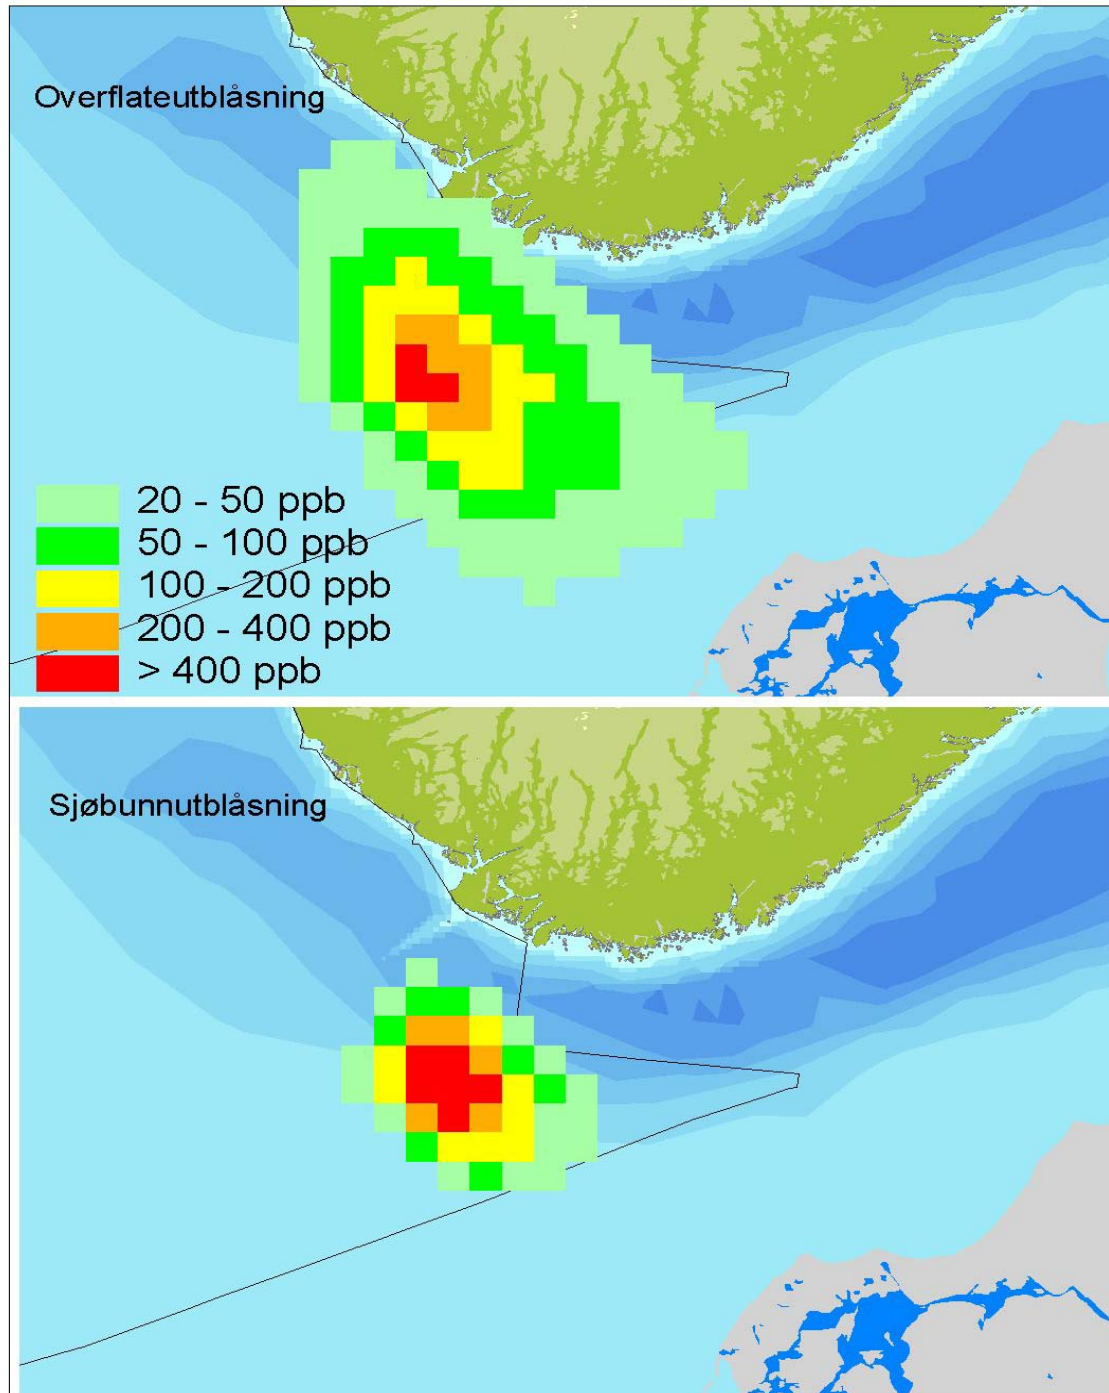 Overflateutblåsning
20 - 50 ppb
50 - 100 ppb
100 - 200 ppb
200 - 400 ppb
> 400 ppb
Sjøbunnutblåsning